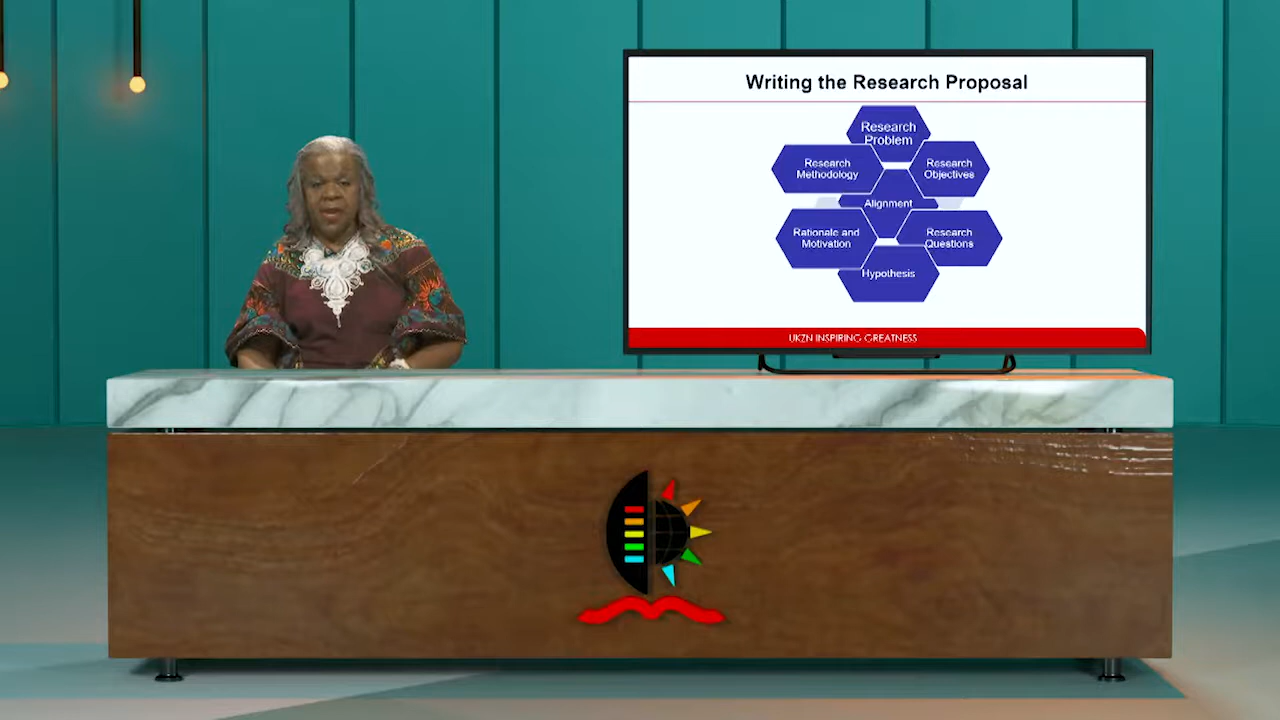 Writing the Research Proposal
Research
Problem
Research
Methodology
Research
Objectives
Alignment
Rationale and
Motivation
Research
Questions
Hypothesis
UKZN INSPIRING GREATNESS